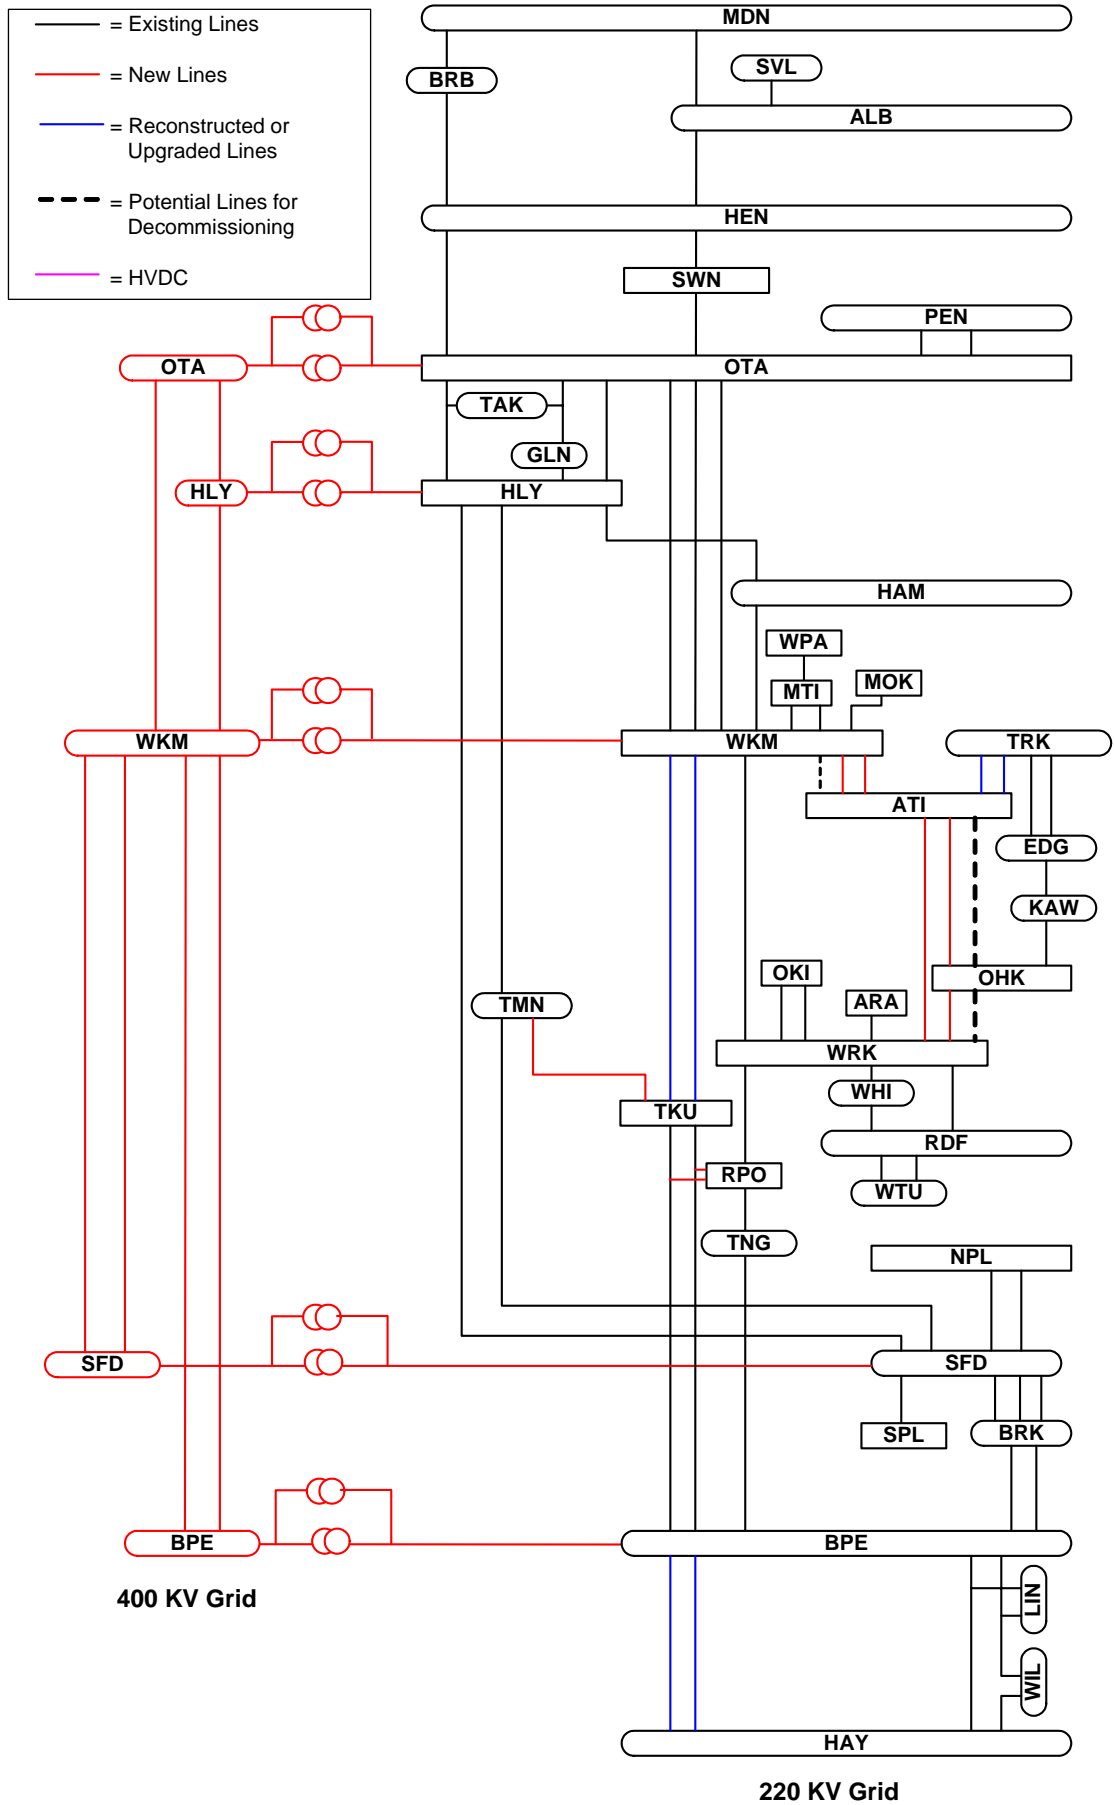 = Existing Lines
= New Lines
= Reconstructed or
Upgraded Lines
= Potential Lines for
Decommissioning
= HVDC
MDN
BRB
SVL
ALB
HEN
SWN
PEN
OTA
OTA
TAK
GLN
HLY
HLY
HAM
WPA
MTI
MOK
WKM
WKM
TRK
ATI
EDG
KAW
OKI
OHK
TMN
ARA
WRK
WHI
TKU
RDF
RPO
WTU
TNG
NPL
SFD
SFD
SPL
BRK
BPE
BPE
400 KV Grid
LIN
WIL
HAY
220 KV Grid